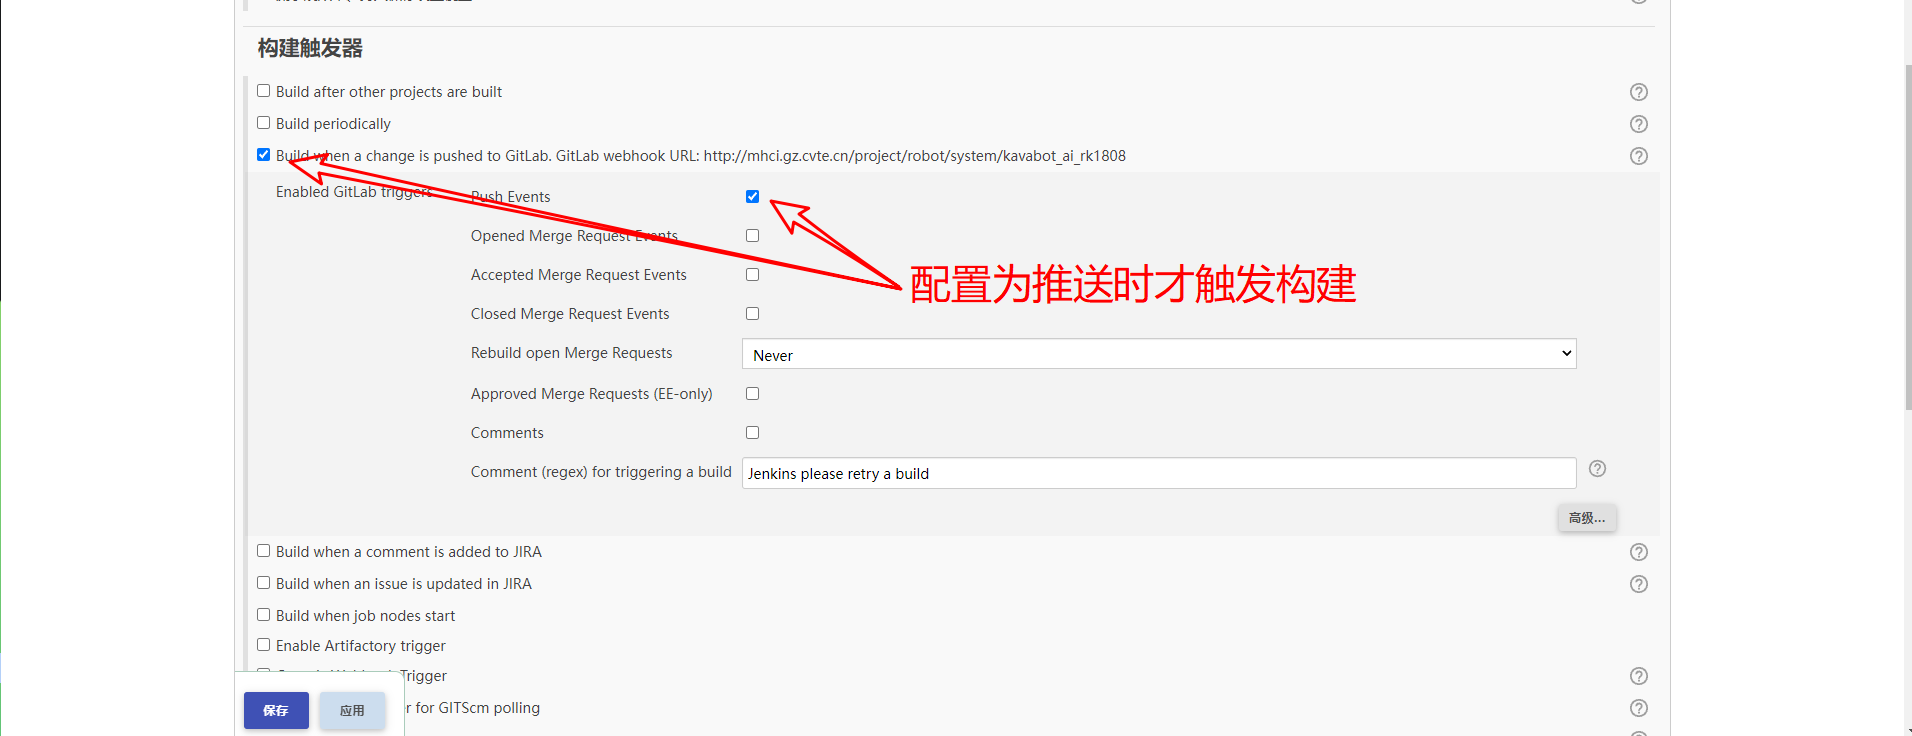 构建触发器
Build after other projects are built
Build periodically
Build when a change is pushed to GitLab. GitLab webhook URL: http://mhci.gz.cvte.cn/project/robot/system/kavabot_ai_rk1808
Enabled GitLab triggers
Push Events
Opened Merge Request Events
Accepted Merge Request Events
配置为推送时才触发构建
Closed Merge Request Events
Rebuild open Merge Requests
Never
Approved Merge Requests (EE-only)
Comments
Comment (regex) for triggering a build
Jenkins please retry a build
高级...
Build when a comment is added to JIRA
Build when an issue is updated in JIRA
Build when job nodes start
Enable Artifactory trigger
Trigger
for GITScm polling
保存
应用